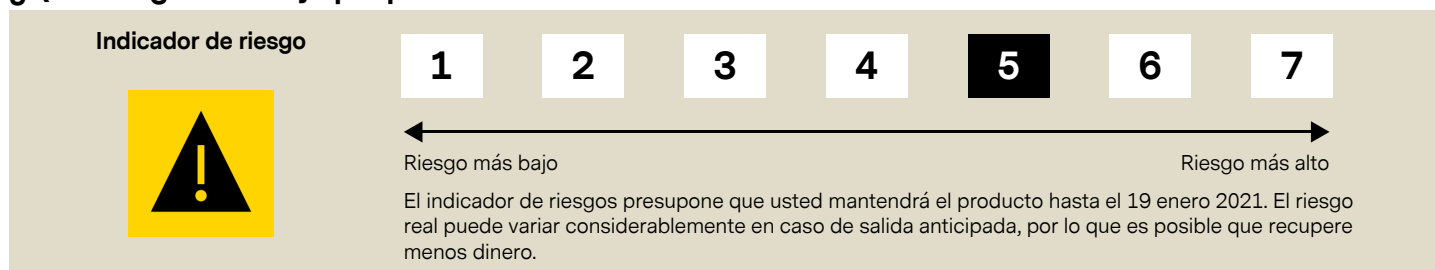 Indicador de riesgo
1 2 3 4 5 6 7
Riesgo más bajo
Riesgo más alto
El indicador de riesgos presupone que usted mantendrá el producto hasta el 19 enero 2021. El riesgo
real puede variar considerablemente en caso de salida anticipada, por lo que es posible que recupere
menos dinero.